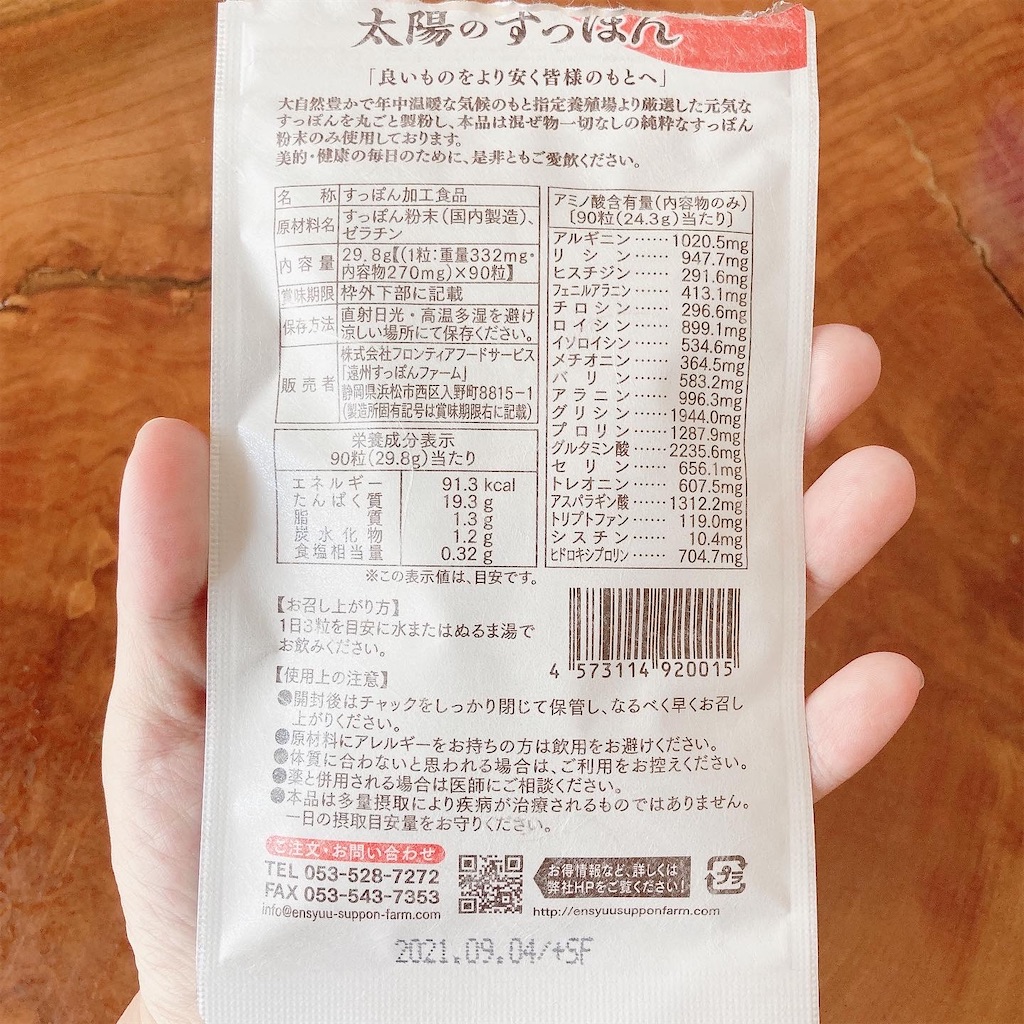 太陽のすっぽん
「良いものをより安く皆様のもとへ」
大自然豊かで年中温暖な気候のもと指定養殖場より厳選した元気な
すっぽんを丸ごと製粉し、本品は混ぜ物一切なしの純粋なすっぽん
粉末のみ使用しております。
美的・健康の毎日のために、是非ともご愛飲ください。
名称 すっぽん加工食品
原材料名 すっぽん粉末(国内製造)、
ゼラチン
内容量 29.8g【(1粒:重量332mg・
内容物270mg)×90粒】
賞味期限 枠外下部に記載
保存方法 直射日光・高温多湿を避け
涼しい場所にて保存ください。
販売者 株式会社フロンティアフードサービス
「遠州すっぽんファーム」
静岡県浜松市西区入野町8815-1
(製造所固有記号は賞味期限右に記載)
栄養成分表示
90粒(29.8g)当たり
エネルギー 91.3 kcal
たんぱく質 19.3 g
脂質 1.3 g
炭水化物 1.2 g
食塩相当量 0.32 g
※この表示値は、目安です。
アミノ酸含有量(内容物のみ)
〔90粒(24.3g)当たり〕
アルギニン……1020.5mg
リシン……947.7mg
ヒスチジン……291.6mg
フェニルアラニン……413.1mg
チロシン……296.6mg
ロイシン……899.1mg
イソロイシン……534.6mg
メチオニン……364.5mg
バリン……583.2mg
アラニン……996.3mg
グリシン……1944.0mg
プロリン……1287.9mg
グルタミン酸……2235.6mg
セリン……656.1mg
トレオニン……607.5mg
アスパラギン酸……1312.2mg
トリプトファン……119.0mg
シスチン……10.4mg
ヒドロキシプロリン……704.7mg
【お召し上がり方】
1日3粒を目安に水またはぬるま湯で
お飲みください。
4 573114 920015
【使用上の注意】
●開封後はチャックをしっかり閉じて保管し、なるべく早くお召し
上がりください。
●原材料にアレルギーをお持ちの方は飲用をお避けください。
●体質に合わないと思われる場合は、ご利用をお控えください。
●薬と併用される場合は医師にご相談ください。
●本品は多量摂取により疾病が治療されるものではありません。
一日の摂取目安量をお守りください。
ご注文・お問い合わせ
TEL 053-528-7272
FAX 053-543-7353
info@ensyuu-suppon-farm.com
お得情報など、詳しくは
弊社HPをご覧ください!
http://ensyuusupponfarm.com
プラ
2021.09.04/+SF